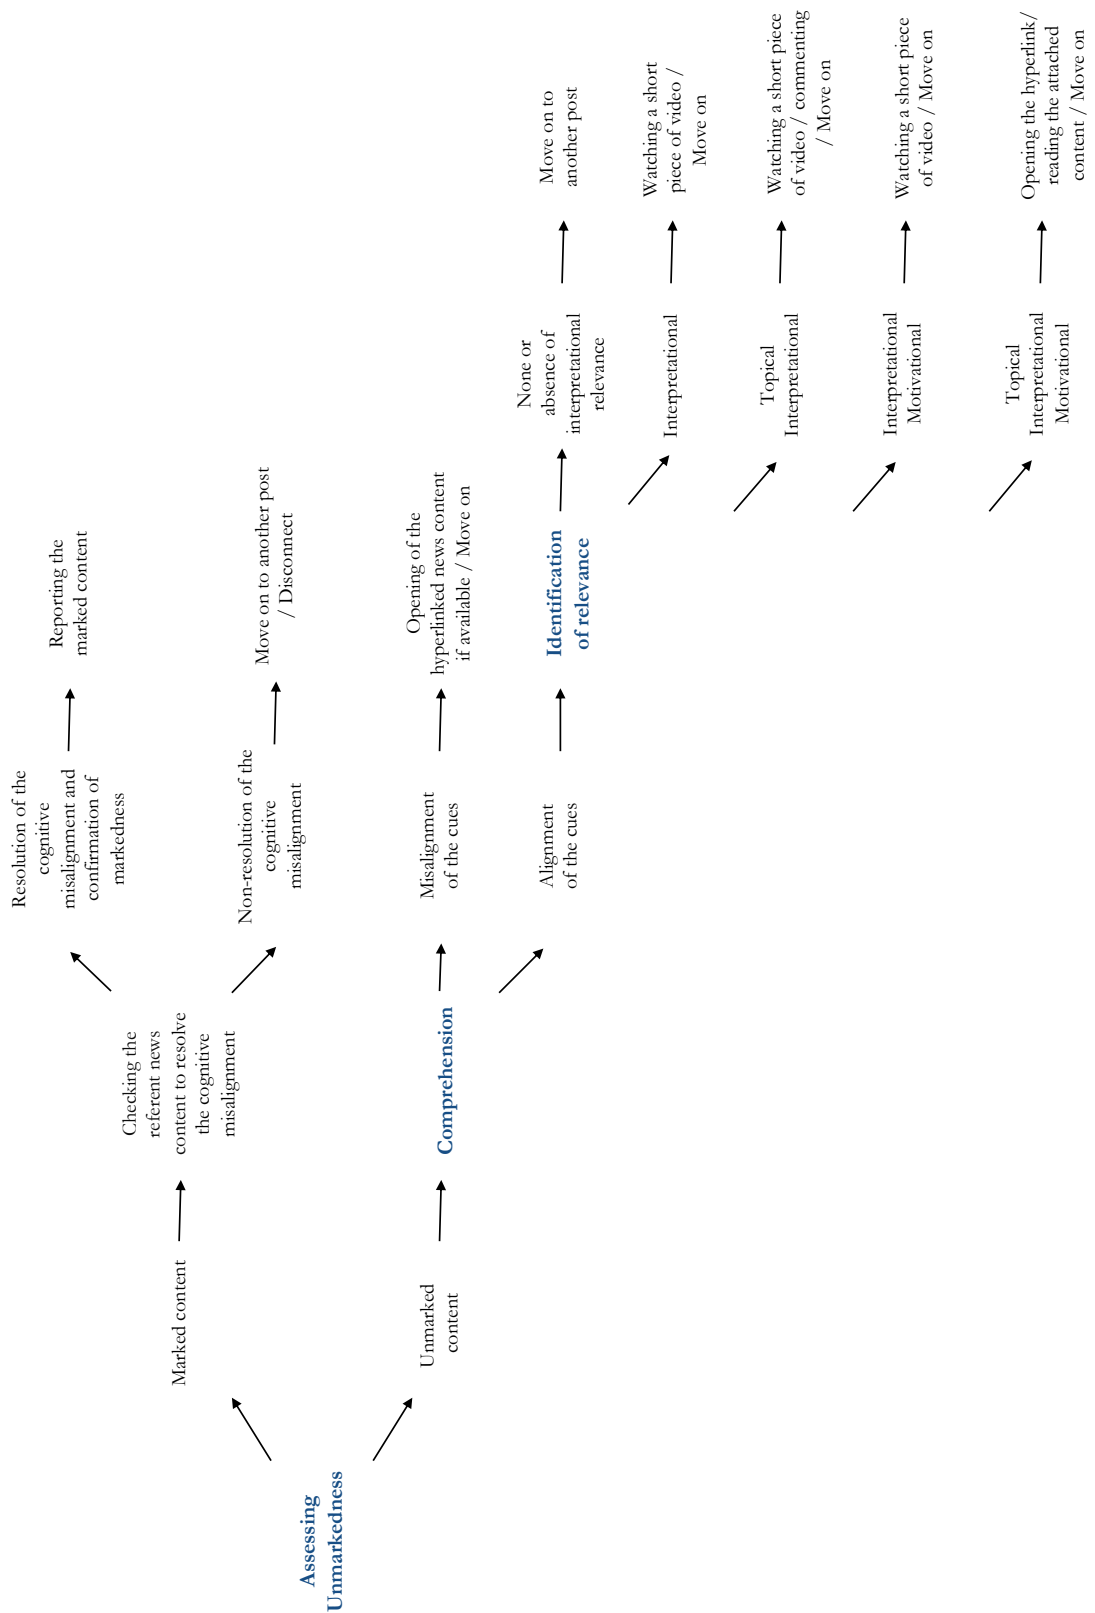 Assessing
Unmarkedness
Marked content
Unmarked
content
Checking the
referent news
content to resolve
the cognitive
misalignment
Comprehension
Resolution of the
cognitive
misalignment and
confirmation of
markedness
Non-resolution of the
cognitive
misalignment
Misalignment
of the cues
Alignment
of the cues
Reporting the
marked content
Move on to another post
/ Disconnect
Opening of the
hyperlinked news content
if available / Move on
Identification
of relevance
None or
absence of
interpretational
relevance
Interpretational
Topical
Interpretational
Interpretational
Motivational
Topical
Interpretational
Motivational
Move on to
another post
Watching a short
piece of video /
Move on
Watching a short piece
of video / commenting
/ Move on
Watching a short piece
of video / Move on
Opening the hyperlink/
reading the attached
content / Move on